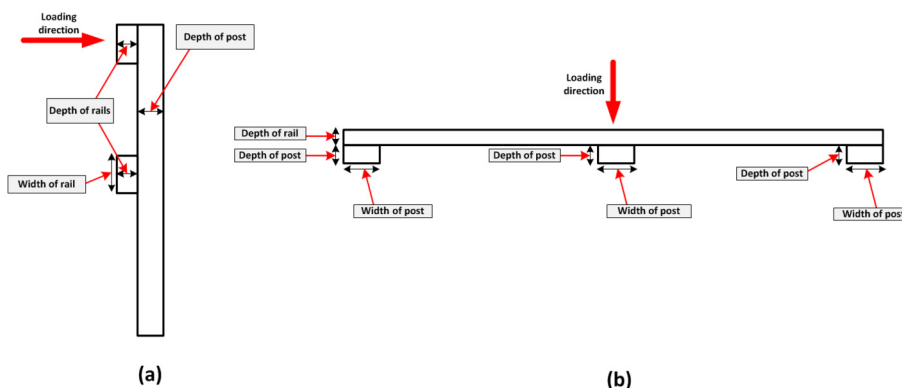 Loading
direction
Depth of post
Depth of rails
Width of rail
(a)
Loading
direction
Depth of rail
Depth of post
Depth of post
Depth of post
Width of post
Width of post
Width of post
(b)